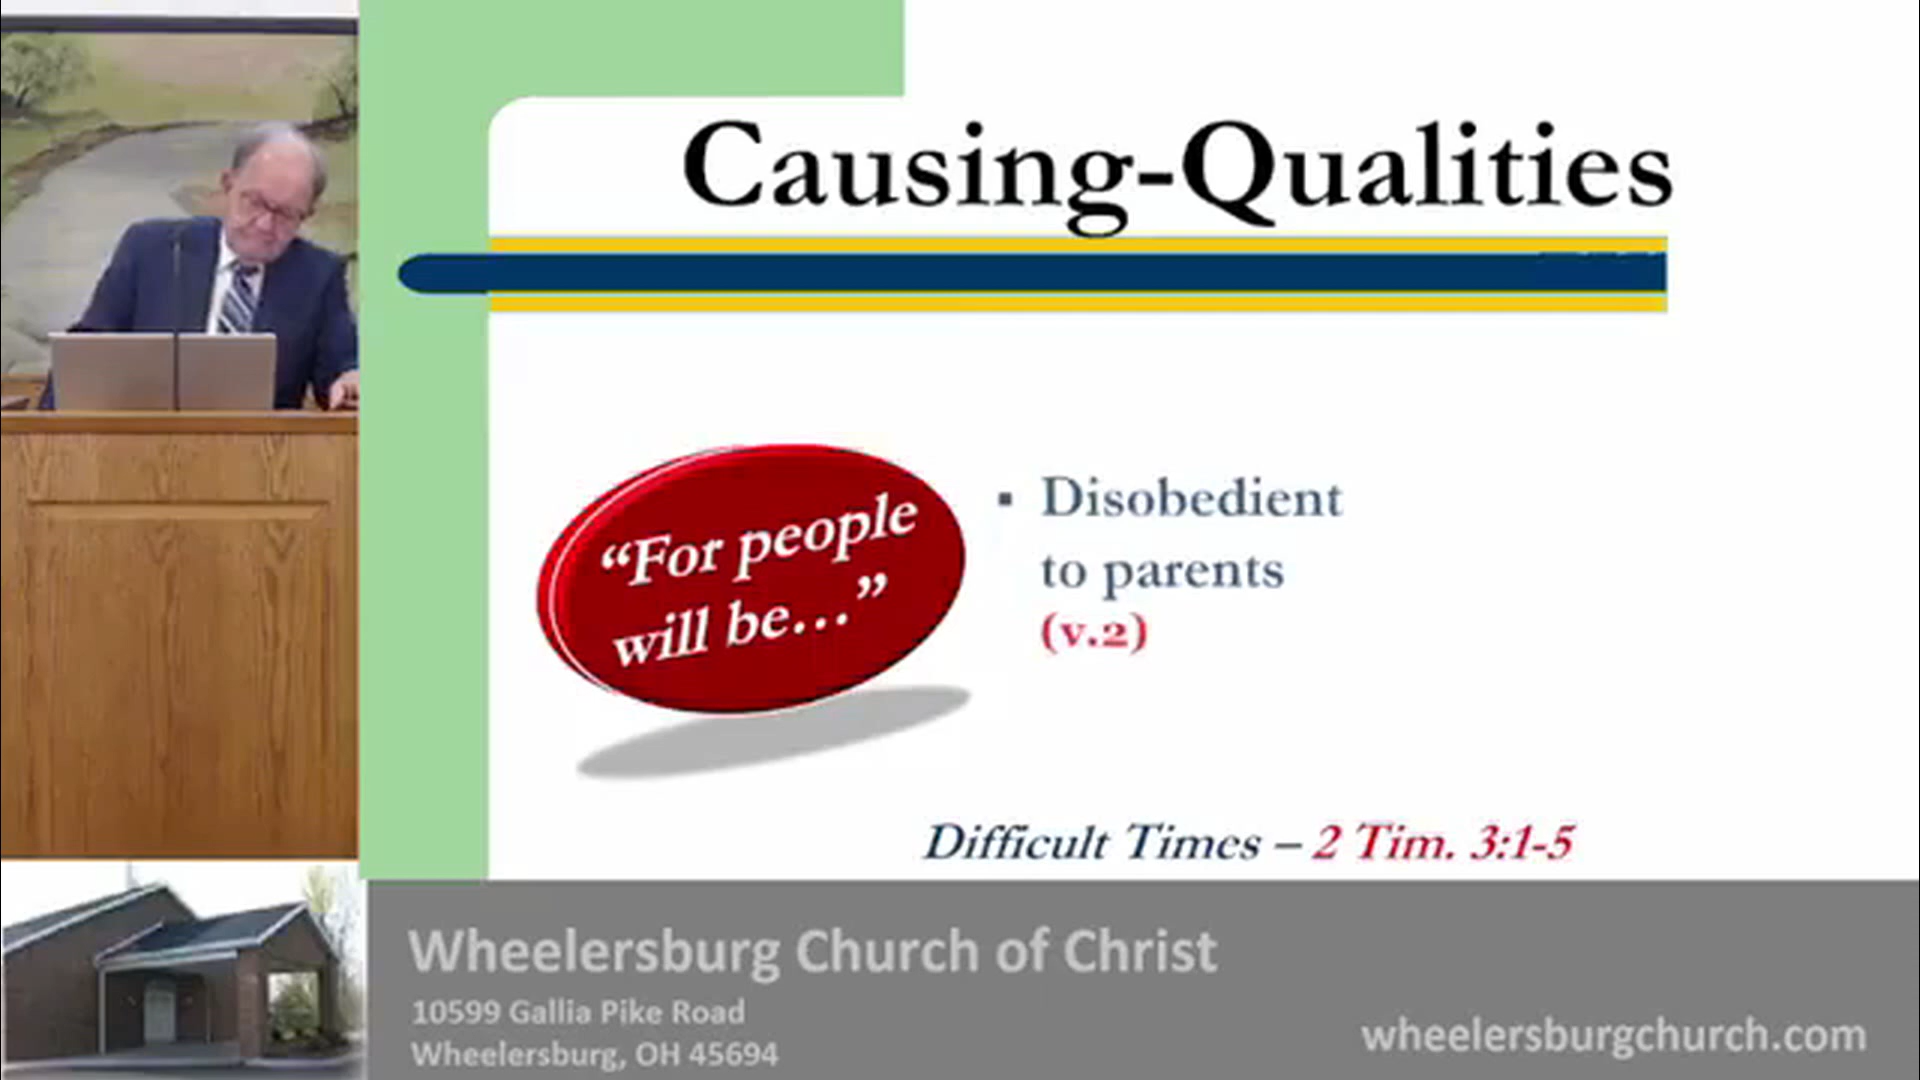 Causing-Qualities
“For people
will be...”
▪ Disobedient
to parents
(v.2)
Difficult Times – 2 Tim. 3:1-5
Wheelersburg Church of Christ
10599 Gallia Pike Road
Wheelersburg, OH 45694
wheelersburgchurch.com